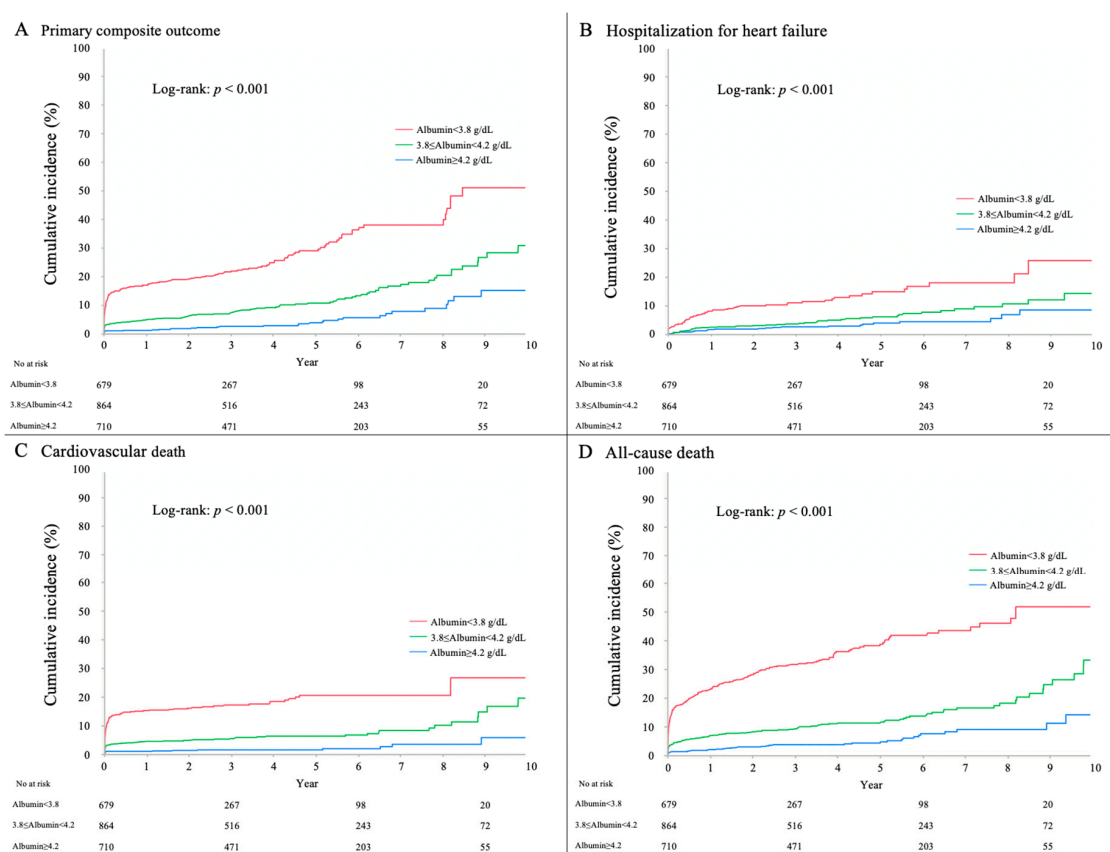 A Primary composite outcome
100
90
80
70
60
50
40
30
20
10
0
Cumulative incidence (%)
Log-rank: p < 0.001
Albumin<3.8 g/dL
3.8≤Albumin<4.2 g/dL
Albumin≥4.2 g/dL
0 1 2 3 4 5 6 7 8 9 10
Year
No at risk
Albumin<3.8 679 267 98 20
3.8≤Albumin<4.2 864 516 243 72
Albumin≥4.2 710 471 203 55
B Hospitalization for heart failure
100
90
80
70
60
50
40
30
20
10
0
Cumulative incidence (%)
Log-rank: p < 0.001
Albumin<3.8 g/dL
3.8≤Albumin<4.2 g/dL
Albumin≥4.2 g/dL
0 1 2 3 4 5 6 7 8 9 10
Year
No at risk
Albumin<3.8 679 267 98 20
3.8≤Albumin<4.2 864 516 243 72
Albumin≥4.2 710 471 203 55
C Cardiovascular death
100
90
80
70
60
50
40
30
20
10
0
Cumulative incidence (%)
Log-rank: p < 0.001
Albumin<3.8 g/dL
3.8≤Albumin<4.2 g/dL
Albumin≥4.2 g/dL
0 1 2 3 4 5 6 7 8 9 10
Year
No at risk
Albumin<3.8 679 267 98 20
3.8≤Albumin<4.2 864 516 243 72
Albumin≥4.2 710 471 203 55
D All-cause death
100
90
80
70
60
50
40
30
20
10
0
Cumulative incidence (%)
Log-rank: p < 0.001
Albumin<3.8 g/dL
3.8≤Albumin<4.2 g/dL
Albumin≥4.2 g/dL
0 1 2 3 4 5 6 7 8 9 10
Year
No at risk
Albumin<3.8 679 267 98 20
3.8≤Albumin<4.2 864 516 243 72
Albumin≥4.2 710 471 203 55